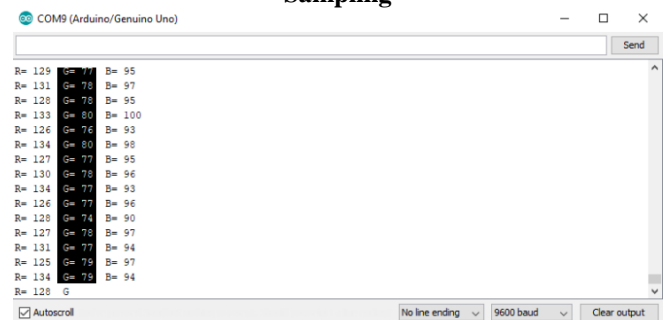 Sampling
COM9 (Arduino/Genuino Uno)
Send
R= 129 G= 77 B= 95
R= 131 G= 78 B= 97
R= 128 G= 78 B= 95
R= 133 G= 80 B= 100
R= 126 G= 76 B= 93
R= 134 G= 80 B= 98
R= 127 G= 77 B= 95
R= 130 G= 78 B= 96
R= 134 G= 77 B= 93
R= 126 G= 77 B= 96
R= 128 G= 74 B= 90
R= 127 G= 78 B= 97
R= 131 G= 77 B= 94
R= 125 G= 79 B= 97
R= 134 G= 79 B= 94
R= 128 G
Autoscroll No line ending 9600 baud Clear output